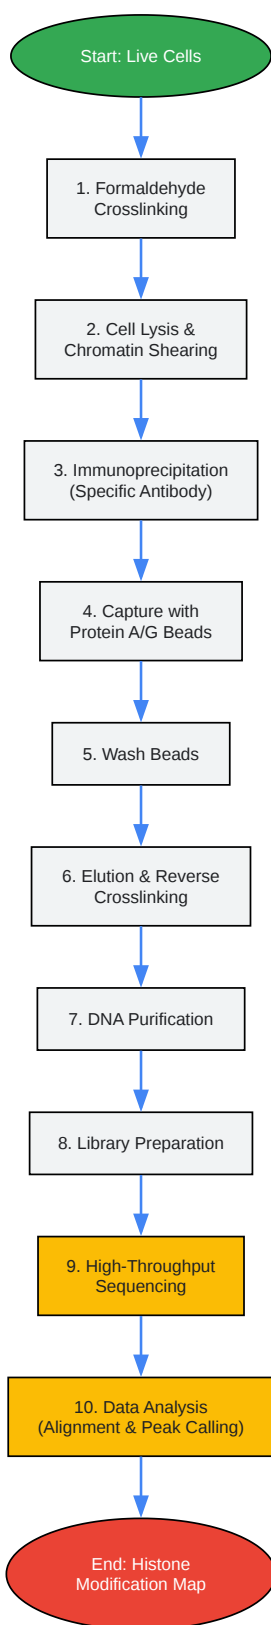 Start: Live Cells
1. Formaldehyde
Crosslinking
2. Cell Lysis &
Chromatin Shearing
3. Immunoprecipitation
(Specific Antibody)
4. Capture with
Protein A/G Beads
5. Wash Beads
6. Elution & Reverse
Crosslinking
7. DNA Purification
8. Library Preparation
9. High-Throughput
Sequencing
10. Data Analysis
(Alignment & Peak Calling)
End: Histone
Modification Map